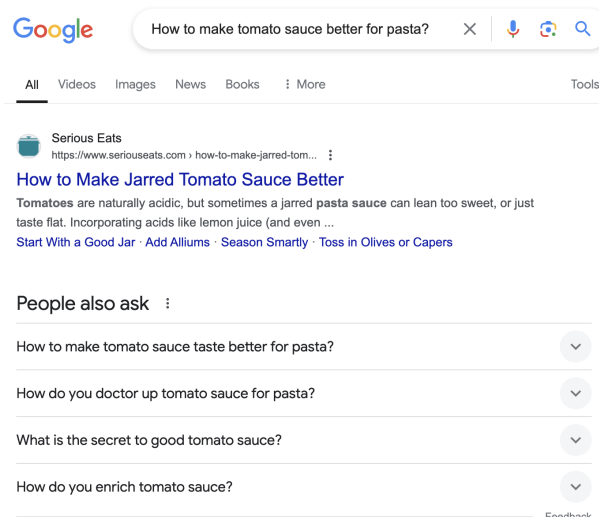 Google
How to make tomato sauce better for pasta?
All Videos Images News Books More Tools
Serious Eats
https://www.seriouseats.com › how-to-make-jarred-tom...
How to Make Jarred Tomato Sauce Better
Tomatoes are naturally acidic, but sometimes a jarred pasta sauce can lean too sweet, or just
taste flat. Incorporating acids like lemon juice (and even ...
Start With a Good Jar · Add Alliums · Season Smartly · Toss in Olives or Capers
People also ask
How to make tomato sauce taste better for pasta?
How do you doctor up tomato sauce for pasta?
What is the secret to good tomato sauce?
How do you enrich tomato sauce?
Feedback